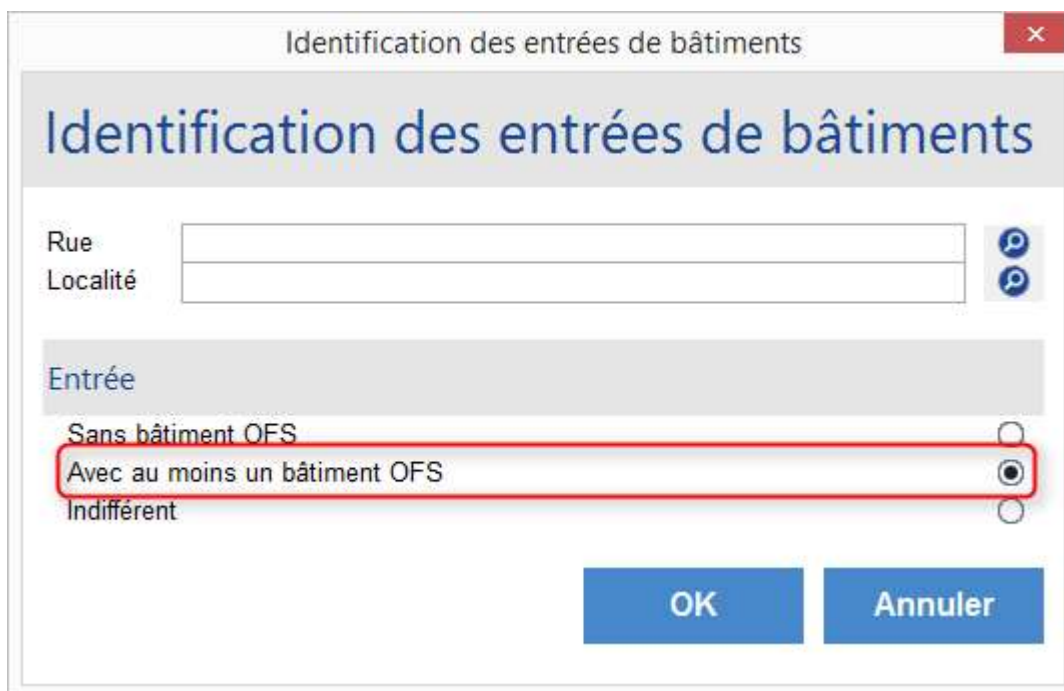 Identification des entrées de bâtiments
Identification des entrées de bâtiments
Rue
Localité
Entrée
Sans bâtiment OFS
Avec au moins un bâtiment OFS
Indifférent
OK Annuler